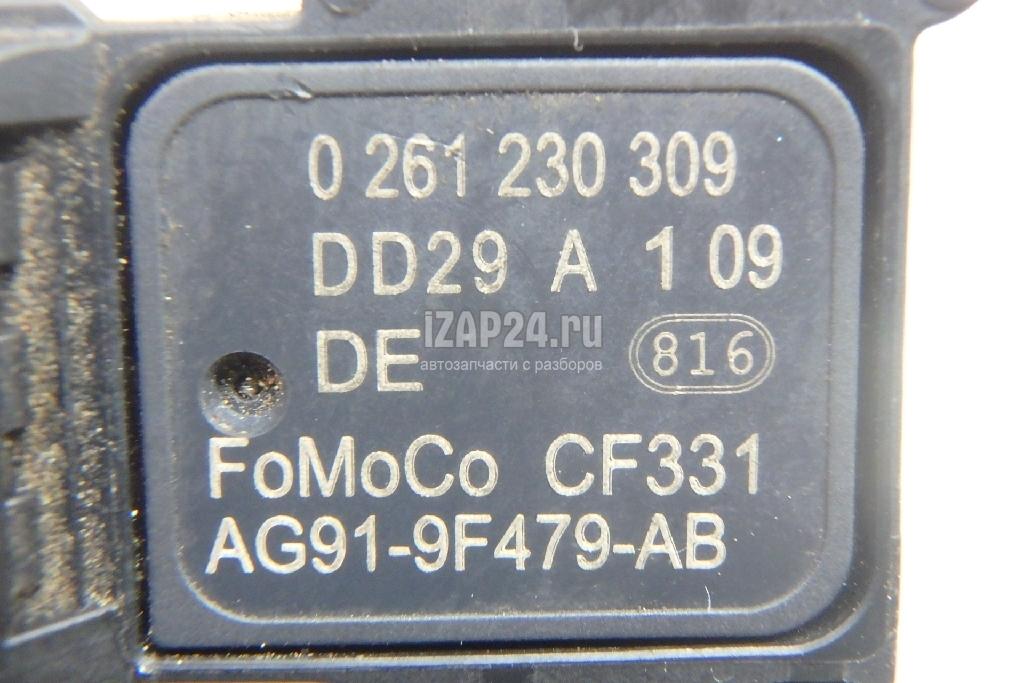 0 261 230 309
DD29 A 1 09
iZAP24.ru
DE 816
автозапчасти с разборов
FoMoCo CF331
AG91-9F479-AB